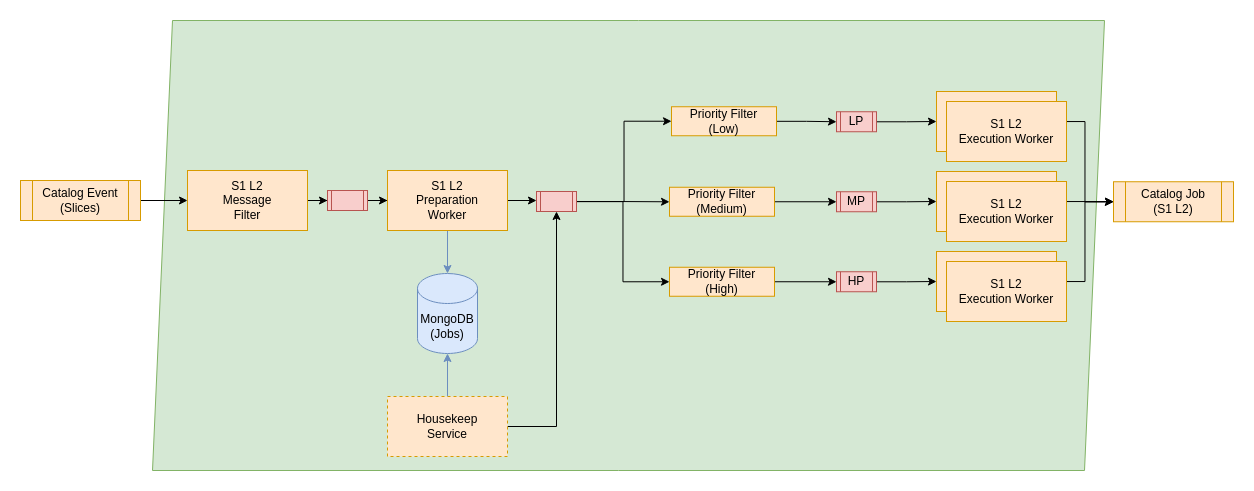 Catalog Event
(Slices)
S1 L2
Message
Filter
S1 L2
Preparation
Worker
MongoDB
(Jobs)
Housekeep
Service
Priority Filter
(Low)
LP
S1 L2
Execution Worker
Priority Filter
(Medium)
MP
S1 L2
Execution Worker
Priority Filter
(High)
HP
S1 L2
Execution Worker
Catalog Job
(S1 L2)